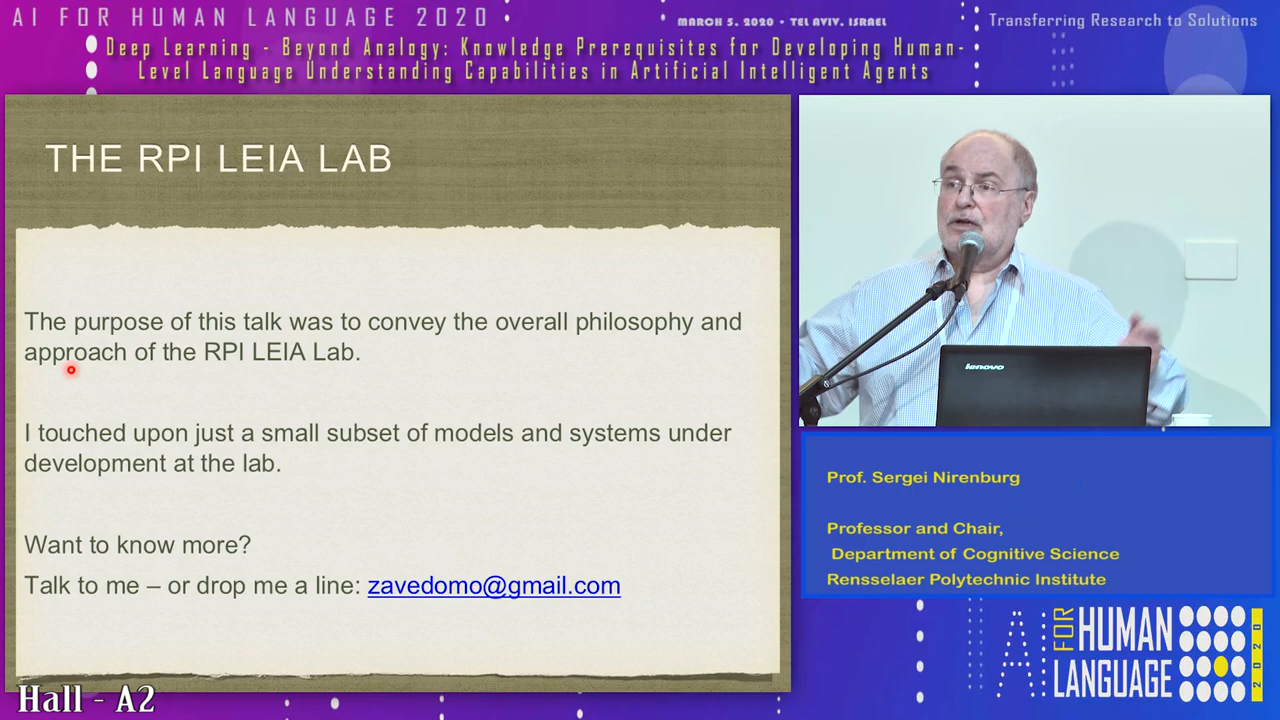 AI FOR HUMAN LANGUAGE 2020
MARCH 5, 2020 • TEL AVIV, ISRAEL
Transferring Research to Solutions
Deep Learning - Beyond Analogy: Knowledge Prerequisites for Developing Human-
Level Language Understanding Capabilities in Artificial Intelligent Agents
THE RPI LEIA LAB
The purpose of this talk was to convey the overall philosophy and
approach of the RPI LEIA Lab.
I touched upon just a small subset of models and systems under
development at the lab.
Want to know more?
Talk to me – or drop me a line: zavedomo@gmail.com
lenovo
Prof. Sergei Nirenburg
Professor and Chair,
Department of Cognitive Science
Rensselaer Polytechnic Institute
AI FOR HUMAN
LANGUAGE
2020
Hall - A2